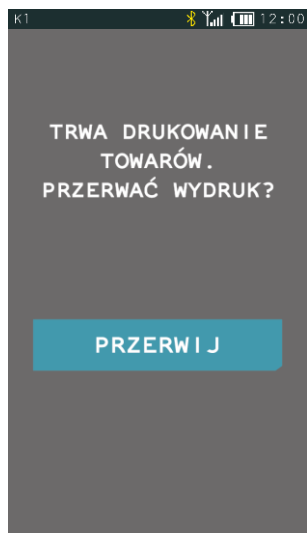 K1 12:00
TRWA DRUKOWANIE
TOWARÓW.
PRZERWAĆ WYDRUK?
PRZERWIJ